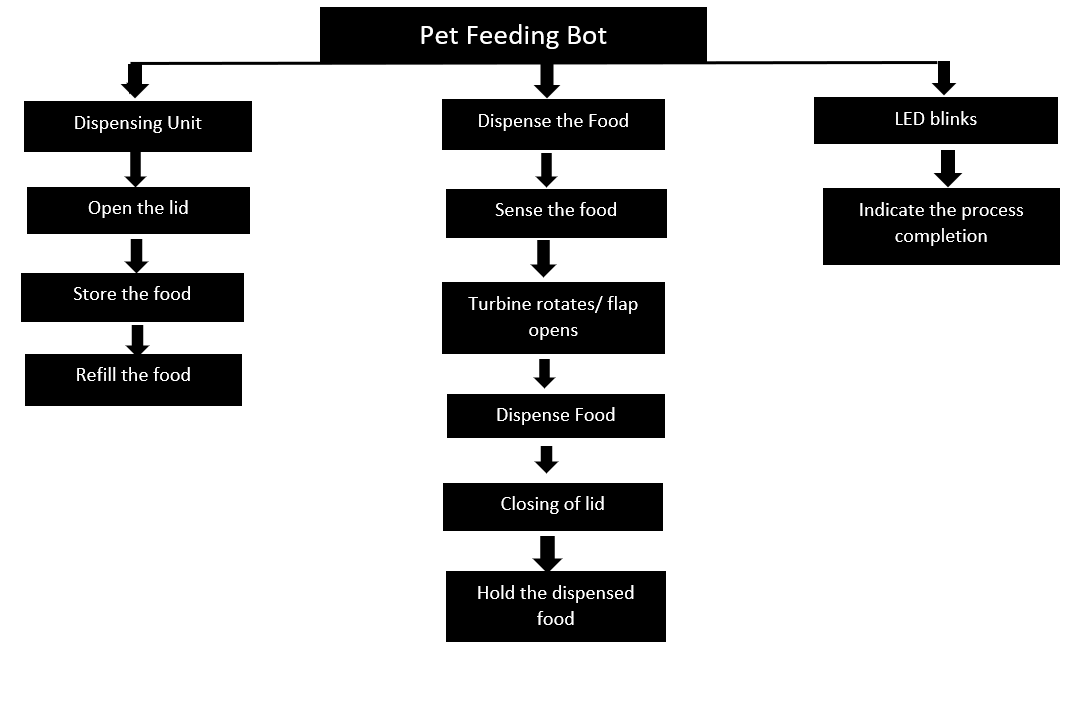 Pet Feeding Bot
Dispensing Unit
Open the lid
Store the food
Refill the food
Dispense the Food
Sense the food
Turbine rotates/ flap
opens
Dispense Food
Closing of lid
Hold the dispensed
food
LED blinks
Indicate the process
completion